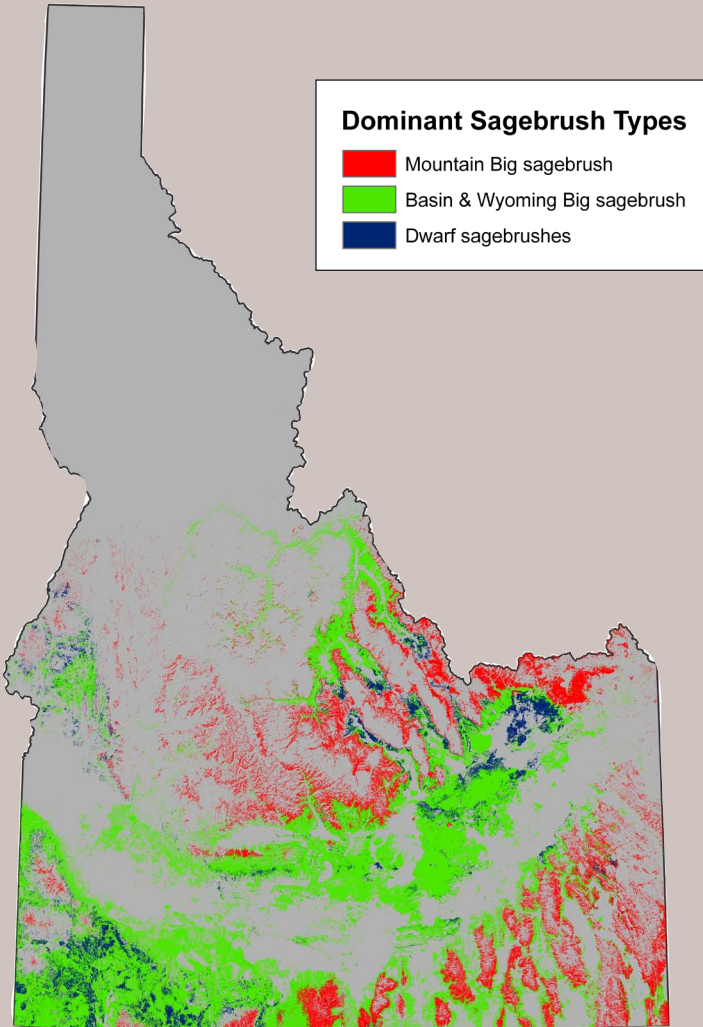 Dominant Sagebrush Types
Mountain Big sagebrush
Basin & Wyoming Big sagebrush
Dwarf sagebrushes